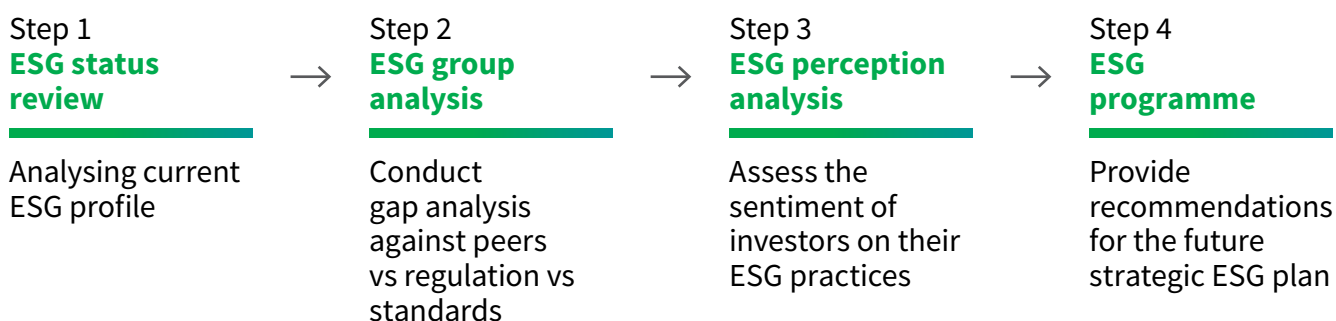 Step 1
ESG status
review
Analysing current
ESG profile
Step 2
ESG group
analysis
Conduct
gap analysis
against peers
vs regulation vs
standards
Step 3
ESG perception
analysis
Assess the
sentiment of
investors on their
ESG practices
Step 4
ESG
programme
Provide
recommendations
for the future
strategic ESG plan